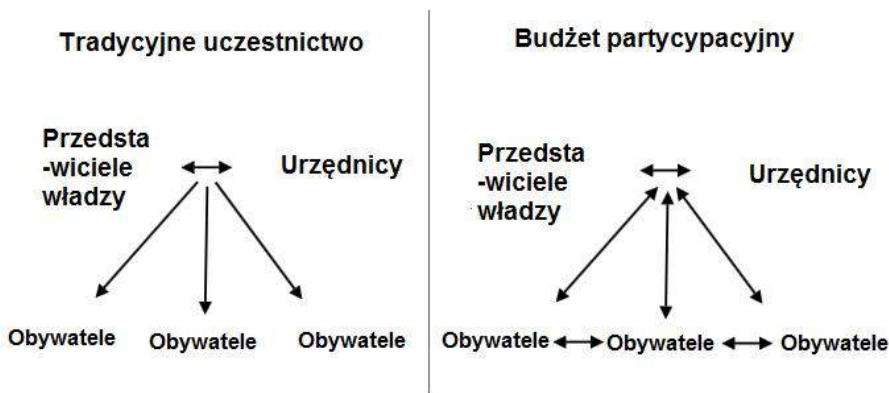 Tradycyjne uczestnictwo
Przedsta
-wiciele
władzy
Urzędnicy
Obywatele
Obywatele
Obywatele
Budżet partycypacyjny
Przedsta
-wiciele
władzy
Urzędnicy
Obywatele
Obywatele
Obywatele